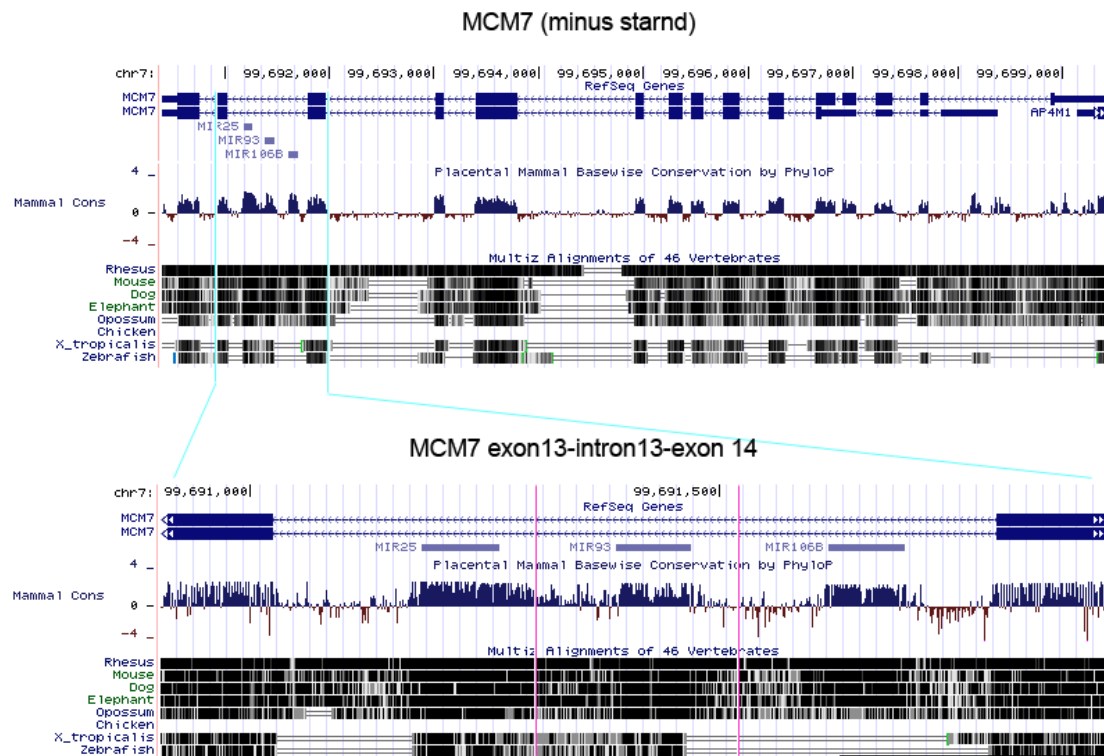 MCM7 (minus starnd)
chr7: 99,692,000| 99,693,000| 99,694,000| 99,695,000| 99,696,000| 99,697,000| 99,698,000| 99,699,000|
RefSeq Genes
MCM7
MCM7 AP4M1
MIR25
MIR93
MIR106B
Placental Mammal Basewise Conservation by PhyloP
4 _
Mammal Cons 0 -
-4 _
Multiz Alignments of 46 Vertebrates
Rhesus
Mouse
Dog
Elephant
Opossum
Chicken
X_tropicalis
Zebrafish
MCM7 exon13-intron13-exon 14
chr7: 99,691,000| 99,691,500|
RefSeq Genes
MCM7
MCM7
MIR25 MIR93 MIR106B
Placental Mammal Basewise Conservation by PhyloP
4 _
Mammal Cons 0 -
-4 _
Multiz Alignments of 46 Vertebrates
Rhesus
Mouse
Dog
Elephant
Opossum
Chicken
X_tropicalis
Zebrafish